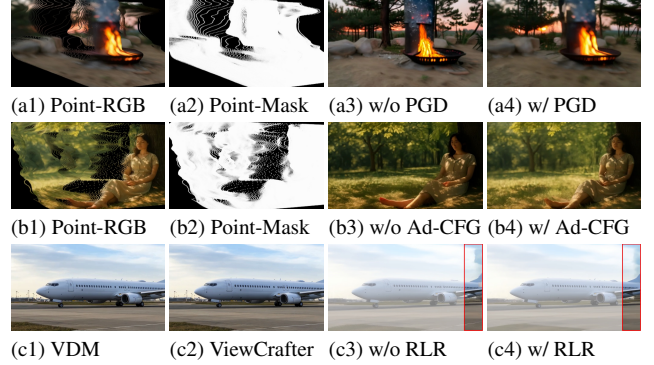 (a1) Point-RGB (a2) Point-Mask (a3) w/o PGD (a4) w/ PGD
(b1) Point-RGB (b2) Point-Mask (b3) w/o Ad-CFG (b4) w/ Ad-CFG
(c1) VDM (c2) ViewCrafter (c3) w/o RLR (c4) w/ RLR